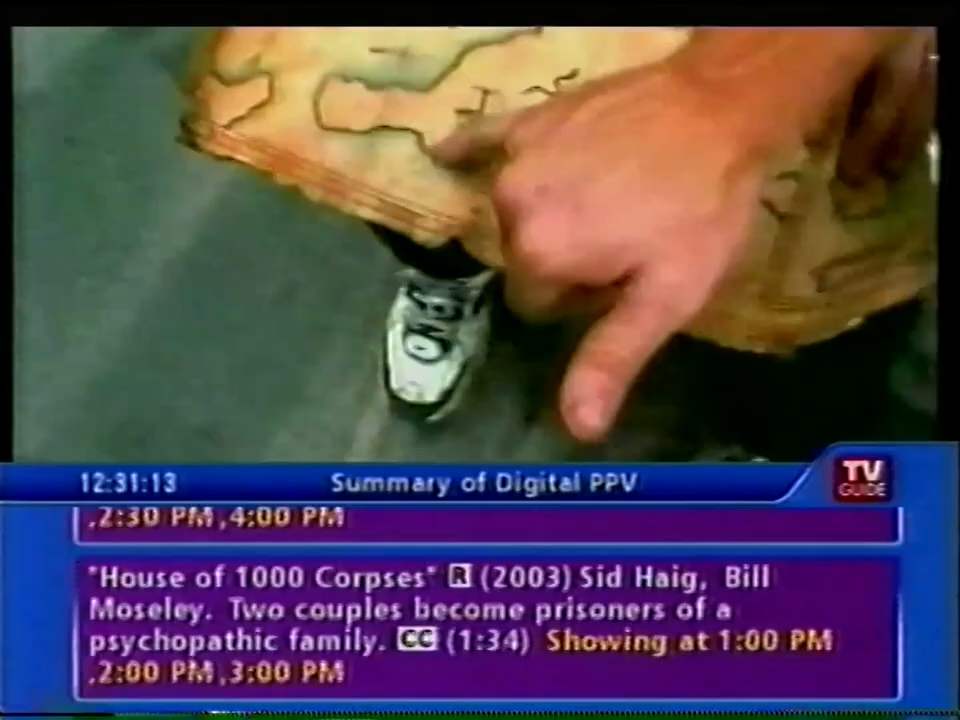 12:31:13 Summary of Digital PPV TV GUIDE
,2:30 PM ,4:00 PM
"House of 1000 Corpses" R (2003) Sid Haig, Bill
Moseley. Two couples become prisoners of a
psychopathic family. CC (1:34) Showing at 1:00 PM
,2:00 PM ,3:00 PM